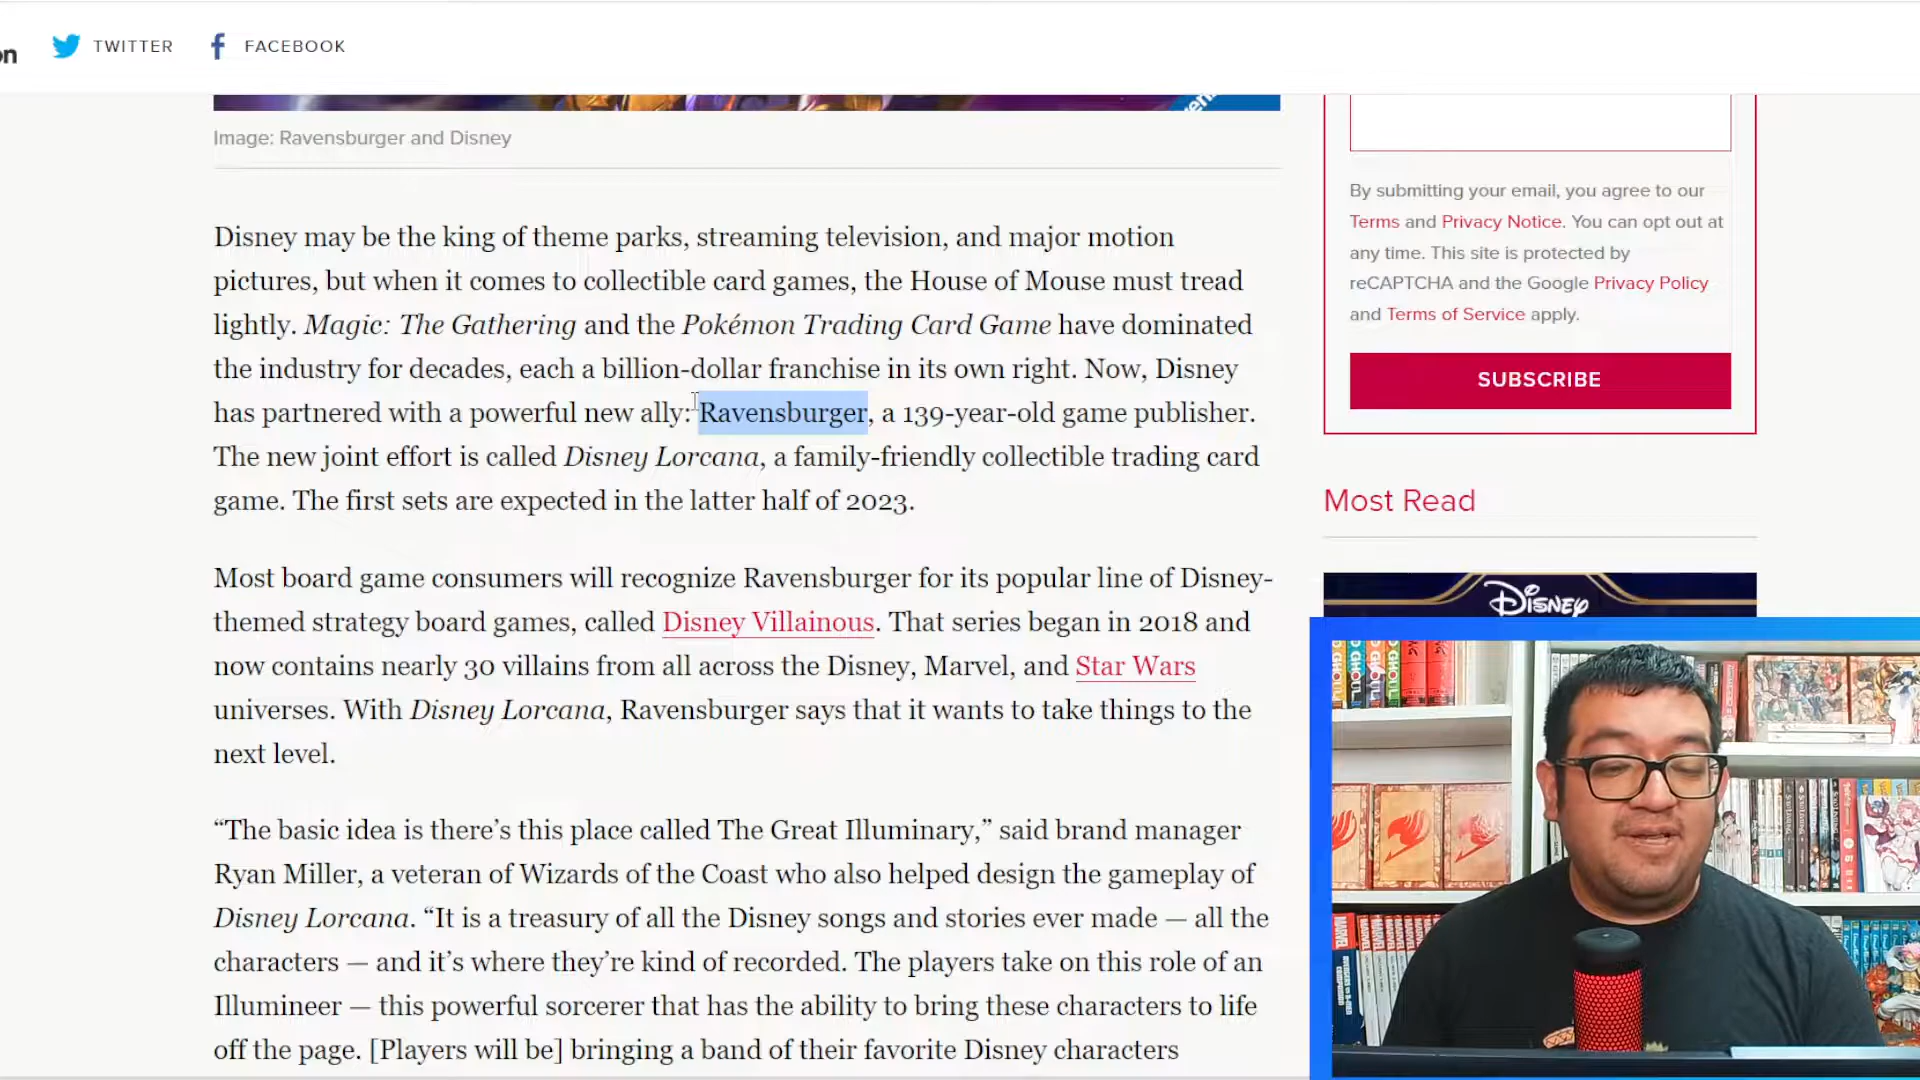 on
TWITTER
FACEBOOK
Image: Ravensburger and Disney
Disney may be the king of theme parks, streaming television, and major motion
pictures, but when it comes to collectible card games, the House of Mouse must tread
lightly. Magic: The Gathering and the Pokémon Trading Card Game have dominated
the industry for decades, each a billion-dollar franchise in its own right. Now, Disney
has partnered with a powerful new ally: Ravensburger, a 139-year-old game publisher.
The new joint effort is called Disney Lorcana, a family-friendly collectible trading card
game. The first sets are expected in the latter half of 2023.
Most board game consumers will recognize Ravensburger for its popular line of Disney-
themed strategy board games, called Disney Villainous. That series began in 2018 and
now contains nearly 30 villains from all across the Disney, Marvel, and Star Wars
universes. With Disney Lorcana, Ravensburger says that it wants to take things to the
next level.
“The basic idea is there’s this place called The Great Illuminary,” said brand manager
Ryan Miller, a veteran of Wizards of the Coast who also helped design the gameplay of
Disney Lorcana. “It is a treasury of all the Disney songs and stories ever made — all the
characters — and it’s where they’re kind of recorded. The players take on this role of an
Illumineer — this powerful sorcerer that has the ability to bring these characters to life
off the page. [Players will be] bringing a band of their favorite Disney characters
By submitting your email, you agree to our
Terms and Privacy Notice. You can opt out at
any time. This site is protected by
reCAPTCHA and the Google Privacy Policy
and Terms of Service apply.
SUBSCRIBE
Most Read
Disney